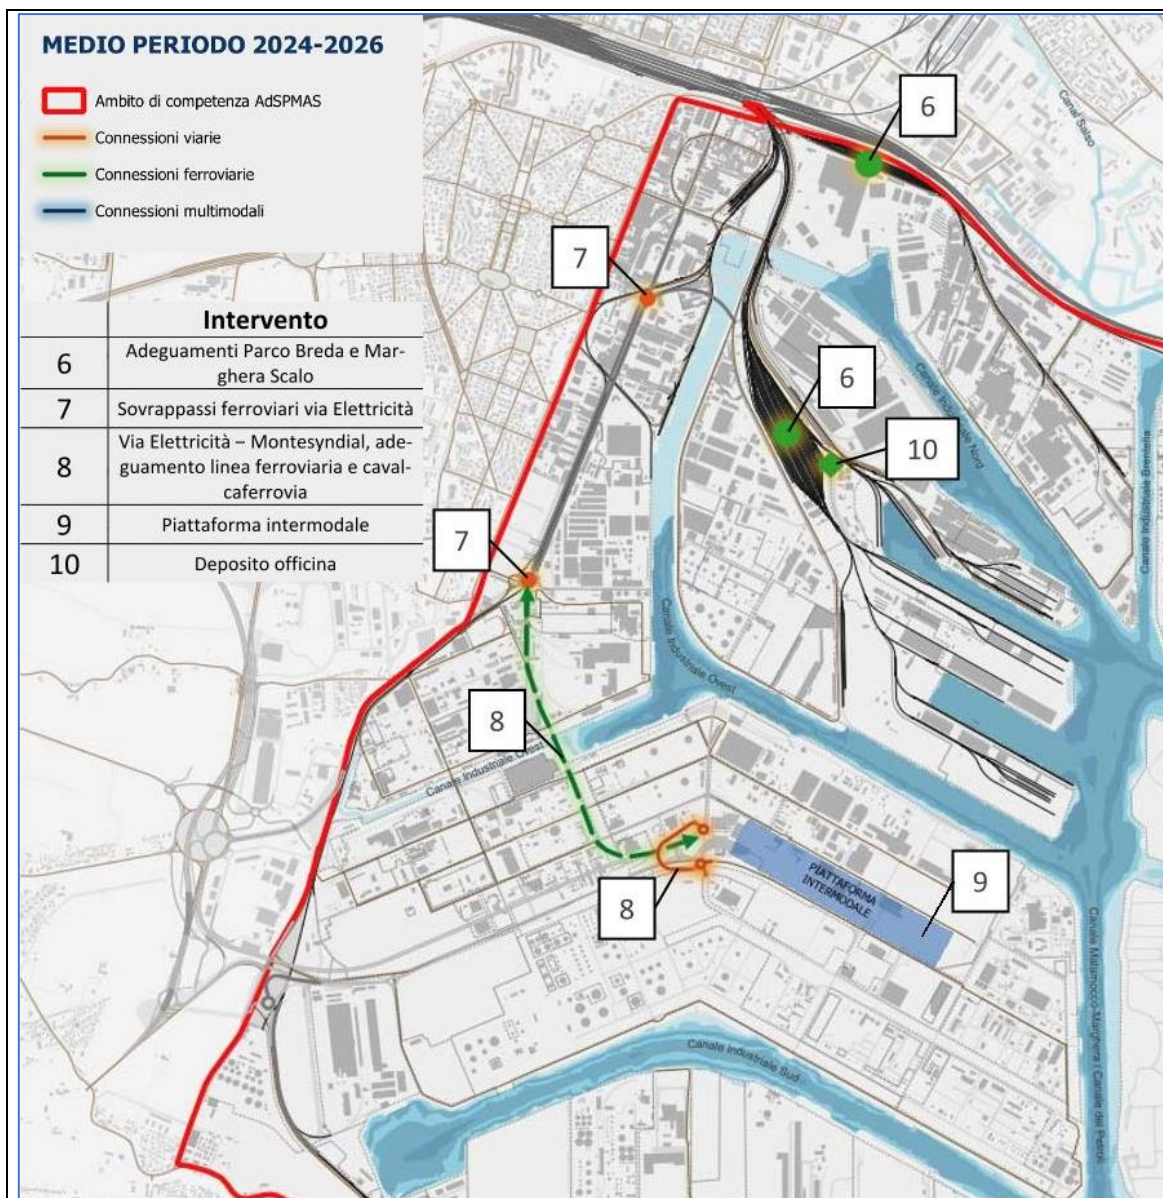 MEDIO PERIODO 2024-2026
Ambito di competenza AdSPMAS
Connessioni viarie
Connessioni ferroviarie
Connessioni multimodali
Intervento
6 Adeguamenti Parco Breda e Mar-
ghera Scalo
7 Sovrappassi ferroviari via Elettricità
8 Via Elettricità – Montesyndial, ade-
guamento linea ferroviaria e caval-
caferrovia
9 Piattaforma intermodale
10 Deposito officina
6
Canal Salso
7
6
10
Canale Industriale Nord
Canale Industriale Brentella
7
Canale Industriale Ovest
8
Canale Industriale Ovest
PIATTAFORMA
INTERMODALE
9
8
Canale Malamocco-Marghera / Canale dei Petroli
Canale Industriale Sud